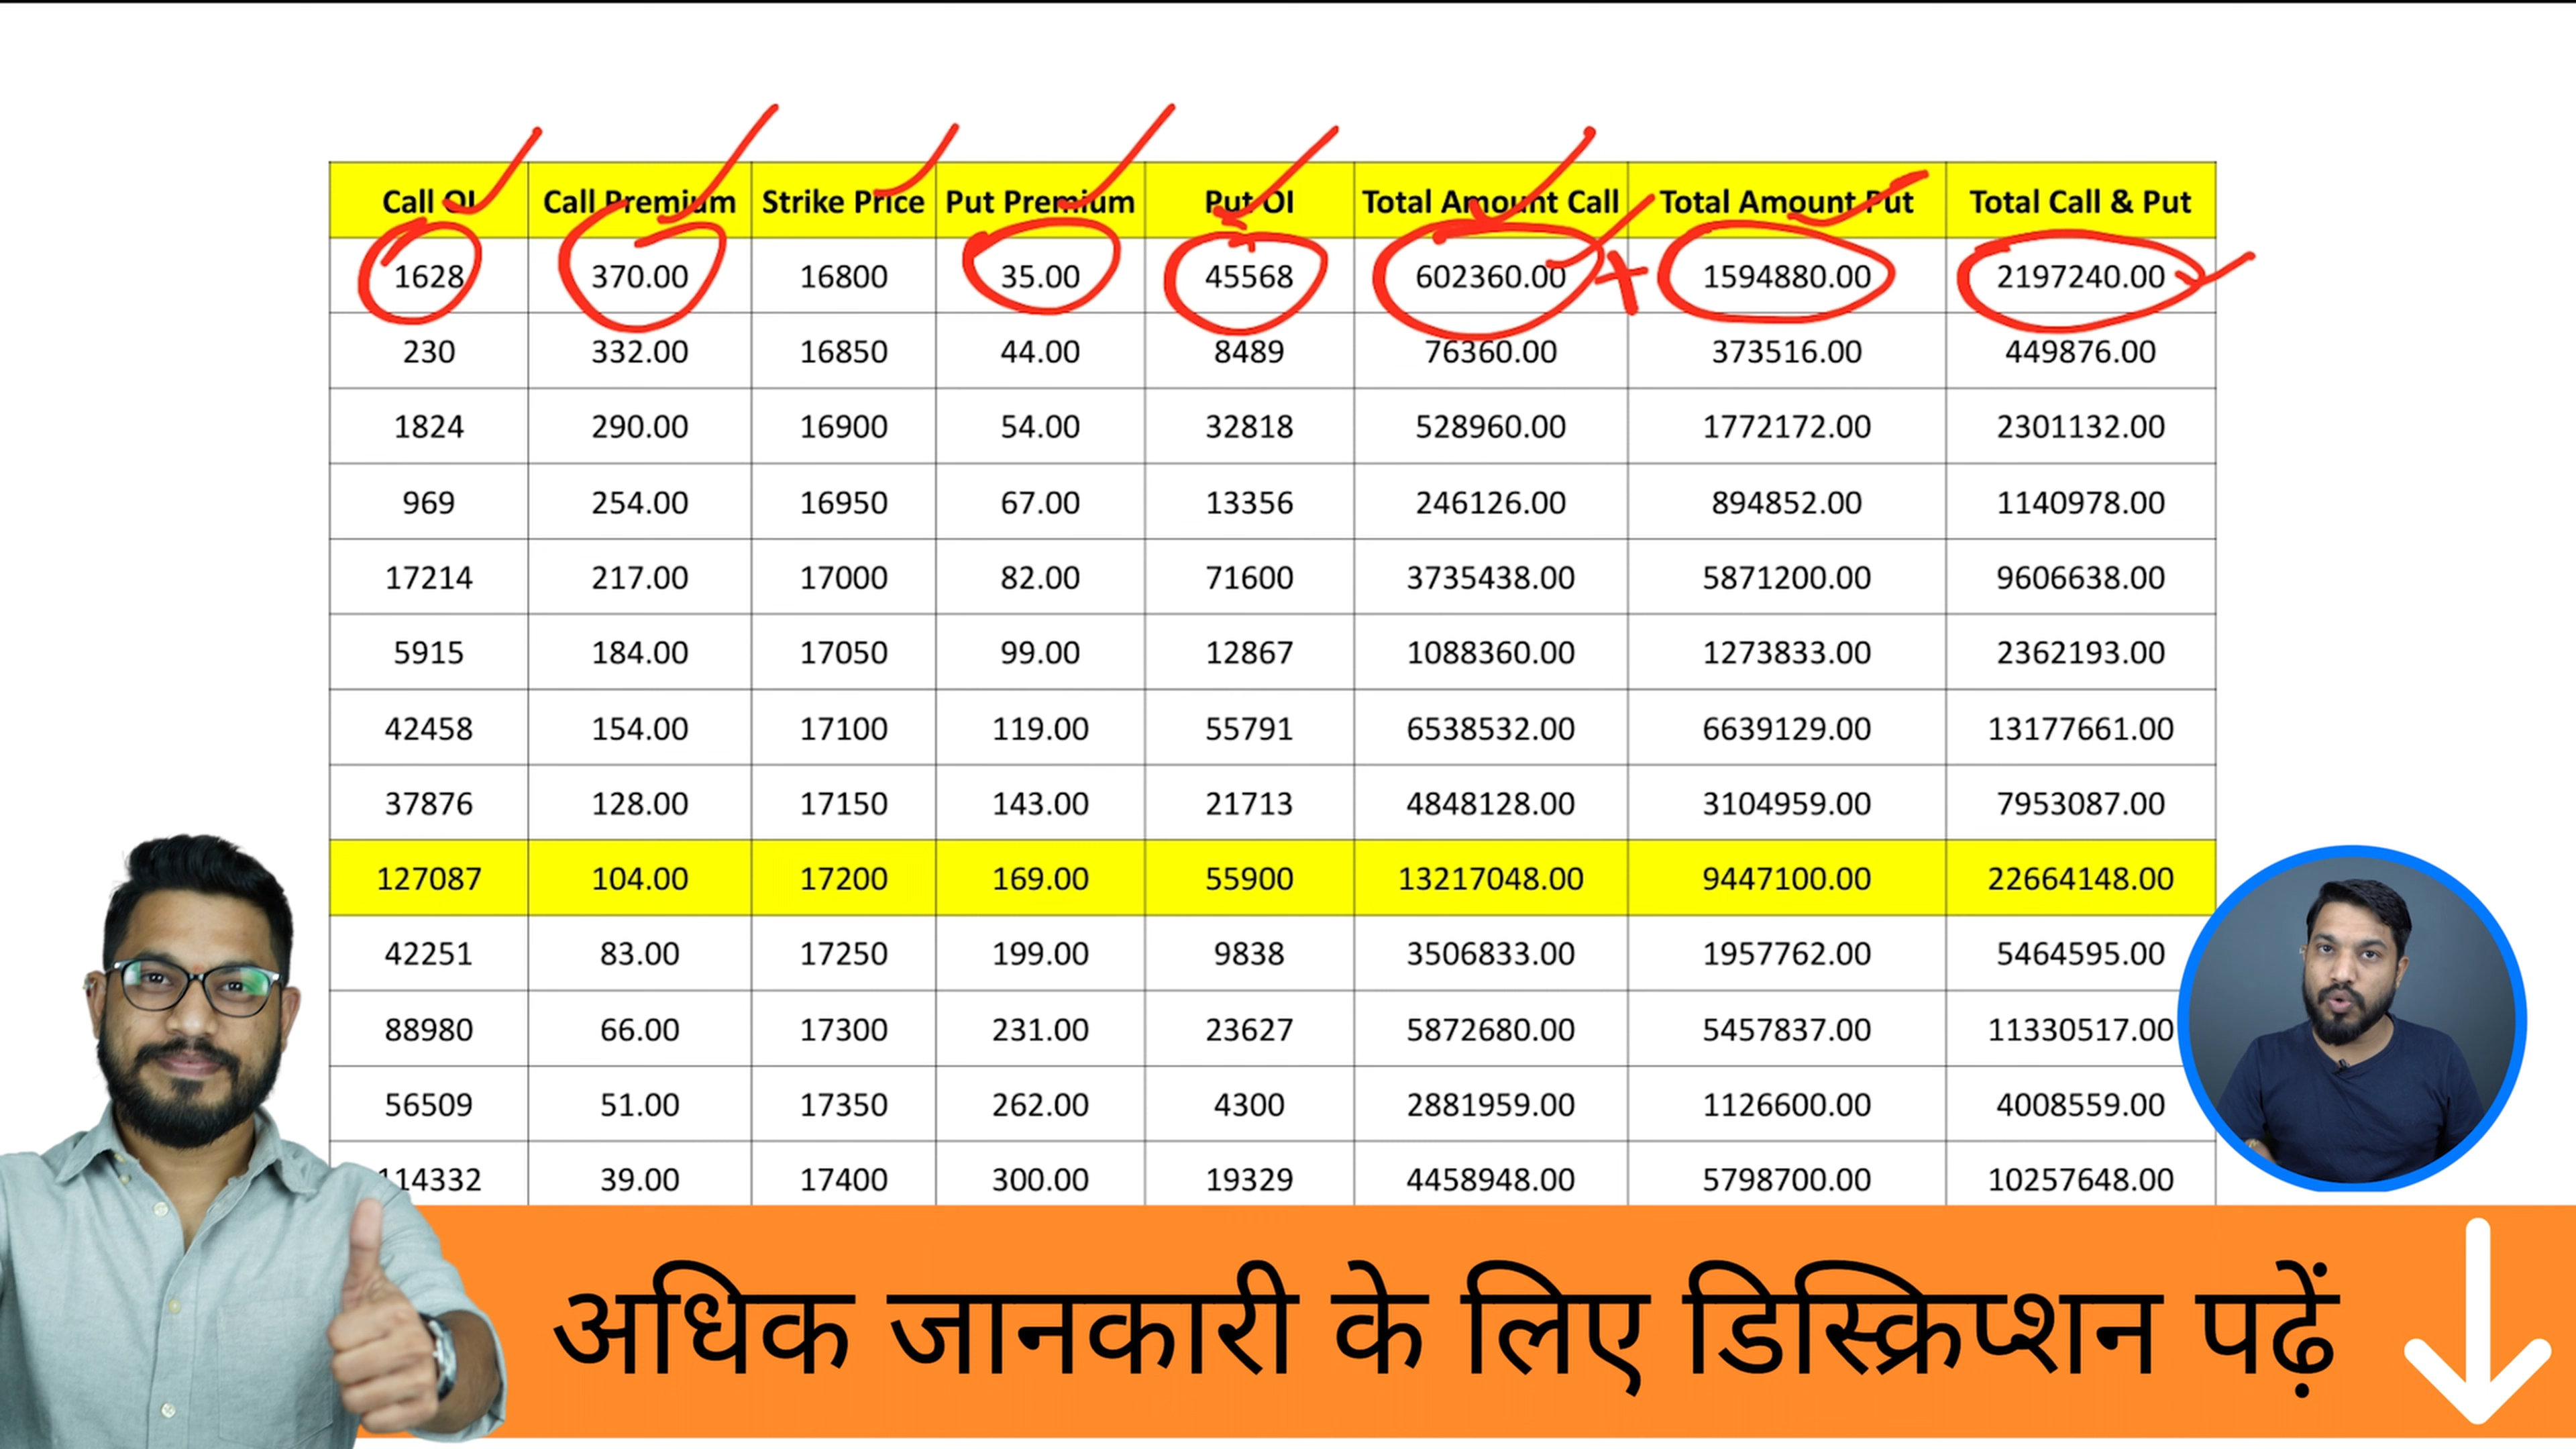 Call OI Call Premium Strike Price Put Premium Put OI Total Amount Call Total Amount Put Total Call & Put
1628 370.00 16800 35.00 45568 602360.00 + 1594880.00 2197240.00
230 332.00 16850 44.00 8489 76360.00 373516.00 449876.00
1824 290.00 16900 54.00 32818 528960.00 1772172.00 2301132.00
969 254.00 16950 67.00 13356 246126.00 894852.00 1140978.00
17214 217.00 17000 82.00 71600 3735438.00 5871200.00 9606638.00
5915 184.00 17050 99.00 12867 1088360.00 1273833.00 2362193.00
42458 154.00 17100 119.00 55791 6538532.00 6639129.00 13177661.00
37876 128.00 17150 143.00 21713 4848128.00 3104959.00 7953087.00
127087 104.00 17200 169.00 55900 13217048.00 9447100.00 22664148.00
42251 83.00 17250 199.00 9838 3506833.00 1957762.00 5464595.00
88980 66.00 17300 231.00 23627 5872680.00 5457837.00 11330517.00
56509 51.00 17350 262.00 4300 2881959.00 1126600.00 4008559.00
114332 39.00 17400 300.00 19329 4458948.00 5798700.00 10257648.00
अधिक जानकारी के लिए डिस्क्रिप्शन पढ़ें